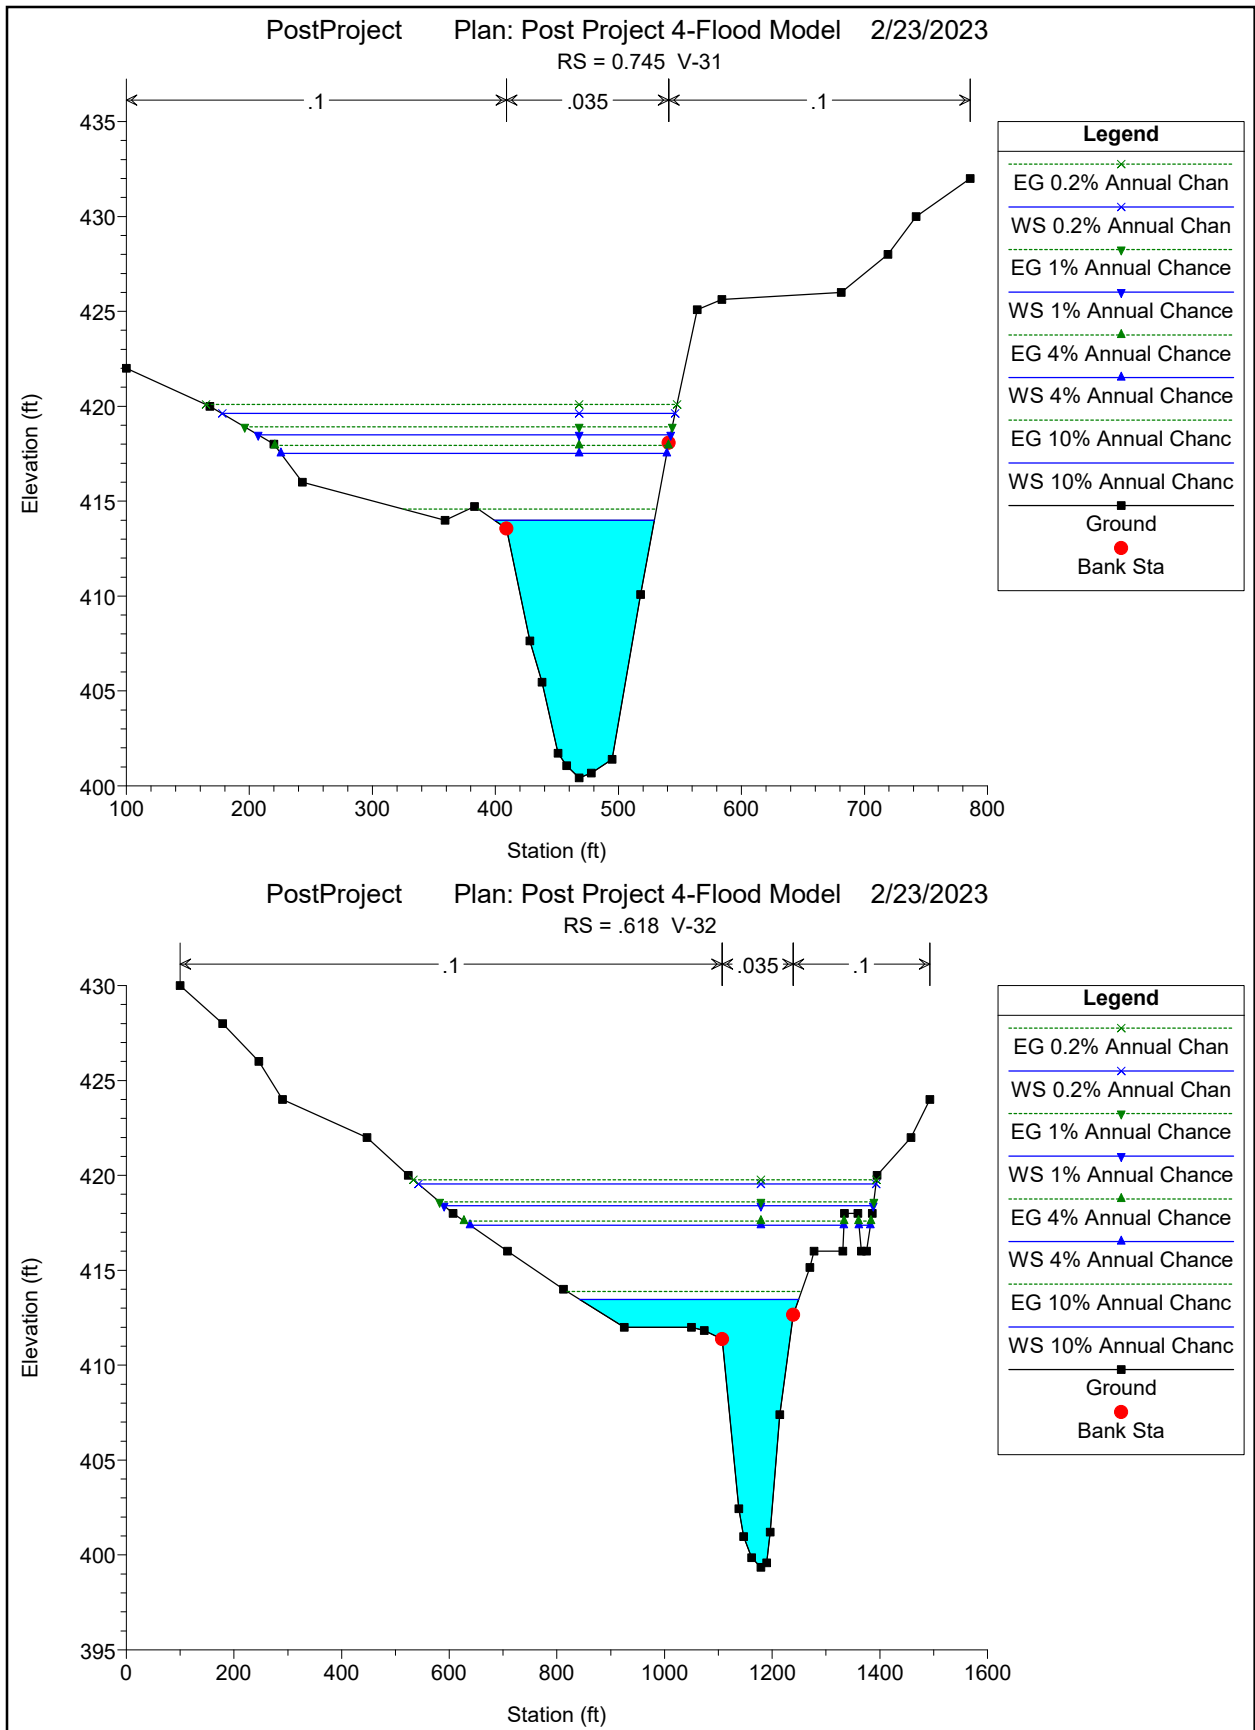 PostProject Plan: Post Project 4-Flood Model 2/23/2023
RS = 0.745 V-31
.1 .035 .1
435
430
425
420
415
410
405
400
Elevation (ft)
100 200 300 400 500 600 700 800
Station (ft)
Legend
EG 0.2% Annual Chan
WS 0.2% Annual Chan
EG 1% Annual Chance
WS 1% Annual Chance
EG 4% Annual Chance
WS 4% Annual Chance
EG 10% Annual Chanc
WS 10% Annual Chanc
Ground
Bank Sta
PostProject Plan: Post Project 4-Flood Model 2/23/2023
RS = .618 V-32
.1 .035 .1
430
425
420
415
410
405
400
395
Elevation (ft)
0 200 400 600 800 1000 1200 1400 1600
Station (ft)
Legend
EG 0.2% Annual Chan
WS 0.2% Annual Chan
EG 1% Annual Chance
WS 1% Annual Chance
EG 4% Annual Chance
WS 4% Annual Chance
EG 10% Annual Chanc
WS 10% Annual Chanc
Ground
Bank Sta